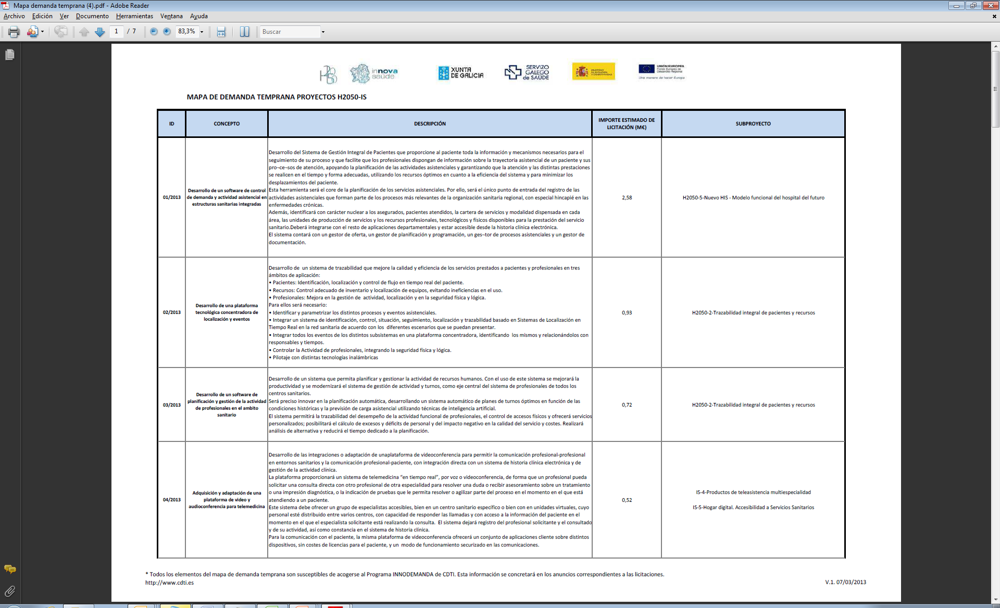 Mapa demanda temprana (4).pdf - Adobe Reader
Archivo Edición Ver Documento Herramientas Ventana Ayuda
1 / 7 83,3% Buscar
innova saúde
XUNTA DE GALICIA
SERVIZO GALEGO de SAÚDE
MINISTERIO DE ECONOMÍA Y COMPETITIVIDAD
UNIÓN EUROPEA
Fondo Europeo de Desarrollo Regional
Una manera de hacer Europa
MAPA DE DEMANDA TEMPRANA PROYECTOS H2050-IS
ID
CONCEPTO
DESCRIPCIÓN
IMPORTE ESTIMADO DE
LICITACIÓN (M€)
SUBPROYECTO
01/2013
Desarrollo de un software de control
de demanda y actividad asistencial en
estructuras sanitarias integradas
Desarrollo del Sistema de Gestión Integral de Pacientes que proporcione al paciente toda la información y mecanismos necesarios para el
seguimiento de su proceso y que facilite que los profesionales dispongan de información sobre la trayectoria asistencial de un paciente y sus
pro¬ce¬sos de atención, apoyando la planificación de las actividades asistenciales y garantizando que la atención y las distintas prestaciones
se realicen en el tiempo y forma adecuadas, utilizando los recursos óptimos en cuanto a la eficiencia del sistema y para minimizar los
desplazamientos del paciente.
Esta herramienta será el core de la planificación de los servicios asistenciales. Por ello, será el único punto de entrada del registro de las
actividades asistenciales que forman parte de los procesos más relevantes de la organización sanitaria regional, con especial hincapié en las
enfermedades crónicas.
Además, identificará con carácter nuclear a los asegurados, pacientes atendidos, la cartera de servicios y modalidad dispensada en cada
área, las unidades de producción de servicios y los recursos profesionales, tecnológicos y físicos disponibles para la prestación del servicio
sanitario.Deberá integrarse con el resto de aplicaciones departamentales y estar accesible desde la historia clínica electrónica.
El sistema contará con un gestor de oferta, un gestor de planificación y programación, un ges¬tor de procesos asistenciales y un gestor de
documentación.
2,58
H2050-5-Nuevo HIS - Modelo funcional del hospital del futuro
02/2013
Desarrollo de una plataforma
tecnológica concentradora de
localización y eventos
Desarrollo de  un sistema de trazabilidad que mejore la calidad y eficiencia de los servicios prestados a pacientes y profesionales en tres
ámbitos de aplicación:
• Pacientes: Identificación, localización y control de flujo en tiempo real del paciente.
• Recursos: Control adecuado de inventario y localización de equipos, evitando ineficiencias en el uso.
• Profesionales: Mejora en la gestión de  actividad, localización y en la seguridad física y lógica.
Para ellos será necesario:
• Identificar y parametrizar los distintos procesos y eventos asistenciales.
• Integrar un sistema de identificación, control, situación, seguimiento, localización y trazabilidad basado en Sistemas de Localización en
Tiempo Real en la red sanitaria de acuerdo con los  diferentes escenarios que se puedan presentar.
• Integrar todos los eventos de los distintos subsistemas en una plataforma concentradora, identificando  los mismos y relacionándolos con
responsables y tiempos.
• Controlar la Actividad de profesionales, integrando la seguridad física y lógica.
• Pilotaje con distintas tecnologías inalámbricas
0,93
H2050-2-Trazabilidad integral de pacientes y recursos
03/2013
Desarrollo de un software de
planificación y gestión de la actividad
de profesionales en el ambito
sanitario
Desarrollo de un sistema que permita planificar y gestionar la actividad de recursos humanos. Con el uso de este sistema se mejorará la
productividad y se modernizará el sistema de gestión de actividad y turnos, como eje central del sistema de profesionales de todos los
centros sanitarios.
Será preciso innovar en la planificación automática, desarrollando un sistema automático de planes de turnos óptimos en función de las
condiciones históricas y la previsión de carga asistencial utilizando técnicas de inteligencia artificial.
El sistema permitirá la trazabilidad del desempeño de la actividad funcional de profesionales, el control de accesos físicos y ofrecerá servicios
personalizados; posibilitará el cálculo de excesos y déficits de personal y del impacto negativo en la calidad del servicio y costes. Realizará
análisis de alternativa y reducirá el tiempo dedicado a la planificación.
0,72
H2050-2-Trazabilidad integral de pacientes y recursos
04/2013
Adquisición y adaptación de una
plataforma de video y
audioconferencia para telemedicina
Desarrollo de las integraciones o adaptación de unaplataforma de videoconferencia para permitir la comunicación profesional-profesional
en entornos sanitarios y la comunicación profesional-paciente, con integración directa con un sistema de historia clínica electrónica y de
gestión de la actividad clínica.
La plataforma proporcionará un sistema de telemedicina “en tiempo real”, por voz o videoconferencia, de forma que un profesional pueda
solicitar una consulta directa con otro profesional de otra especialidad para resolver una duda o recibir asesoramiento sobre un tratamiento
o una impresión diagnóstica, o la indicación de pruebas que le permita resolver o agilizar parte del proceso en el momento en el que está
atendiendo a un paciente.
Este sistema debe ofrecer un grupo de especialistas accesibles, bien en un centro sanitario específico o bien con en unidades virtuales, cuyo
personal esté distribuido entre varios centros, con capacidad de responder las llamadas y con acceso a la información del paciente en el
momento en el que el especialista solicitante está realizando la consulta.  El sistema dejará registro del profesional solicitante y el consultado
y de su actividad, así como constancia en el sistema de historia clínica.
Para la comunicación con el paciente, la misma plataforma de videoconferencia ofrecerá un conjunto de aplicaciones cliente sobre distintos
dispositivos, sin costes de licencias para el paciente, y un  modo de funcionamiento securizado en las comunicaciones.
0,52
IS-4-Productos de teleasistencia multiespecialidad
IS-5-Hogar digital. Accesibilidad a Servicios Sanitarios
* Todos los elementos del mapa de demanda temprana son susceptibles de acogerse al Programa INNODEMANDA de CDTI. Esta información se concretará en los anuncios correspondientes a las licitaciones.
http://www.cdti.es
V.1. 07/03/2013